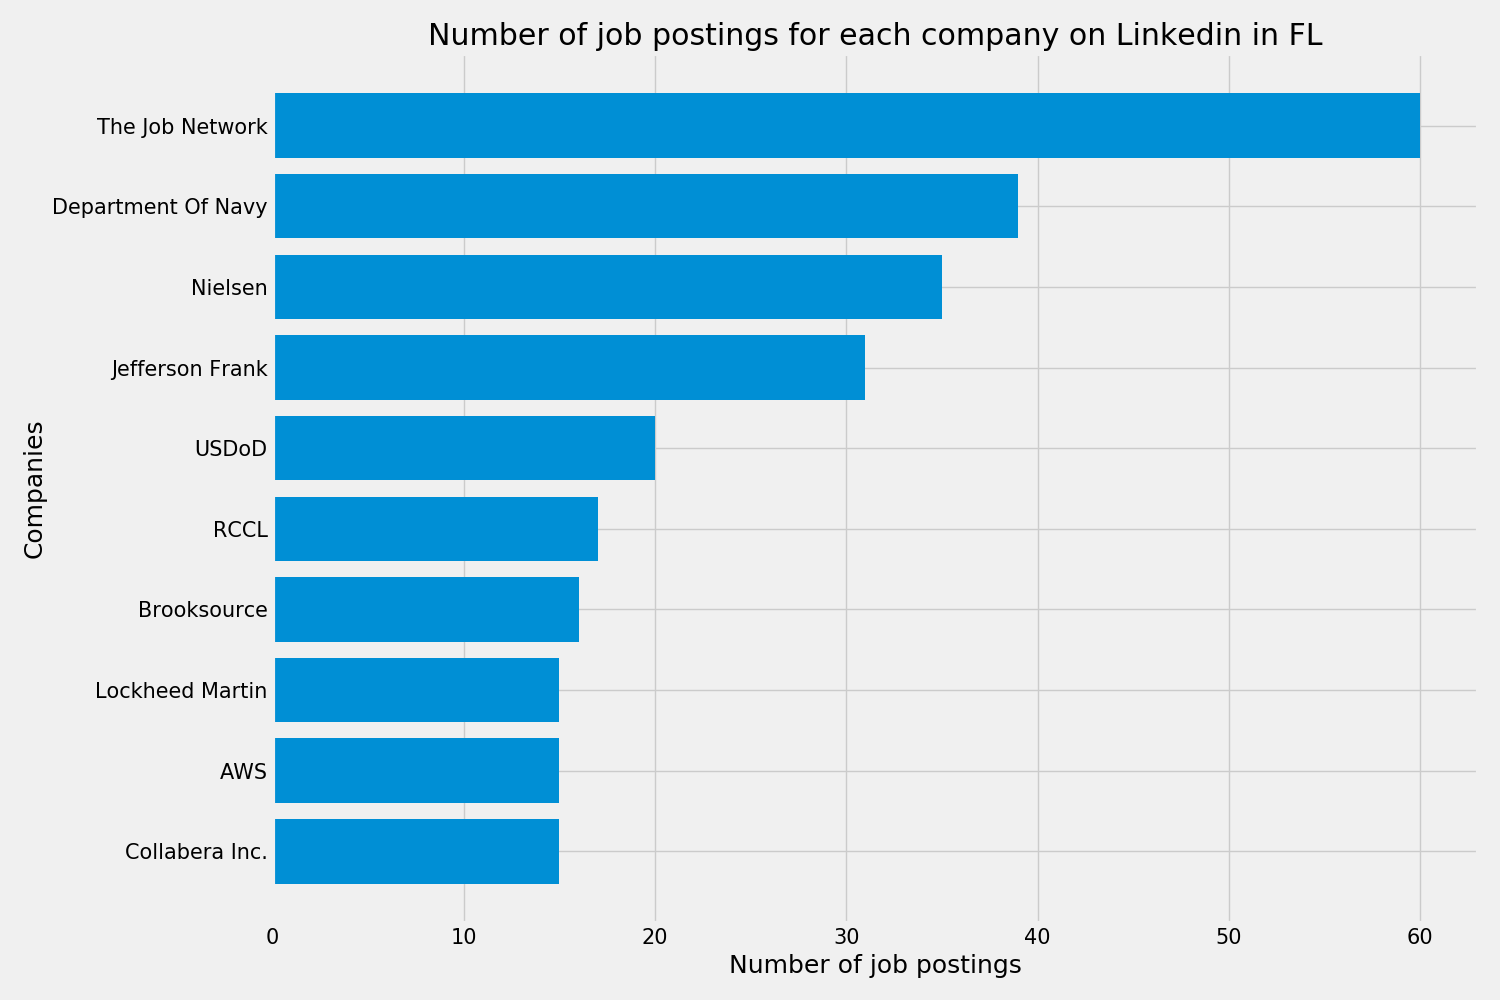 Number of job postings for each company on Linkedin in FL
The Job Network
Department Of Navy
Nielsen
Jefferson Frank
USDoD
RCCL
Brooksource
Lockheed Martin
AWS
Collabera Inc.
Companies
0 10 20 30 40 50 60
Number of job postings